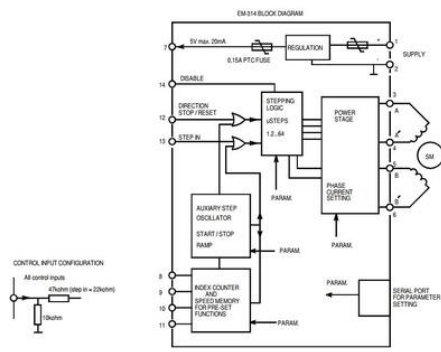 EM-314 BLOCK DIAGRAM
7
5V max. 20mA
0,15A PTC FUSE
REGULATION
+
1
-
2
SUPPLY
14
DISABLE
DIRECTION
STOP / RESET
12
13
STEP IN
STEPPING
LOGIC
uSTEPS
1.2...64
POWER
STAGE
PHASE
CURRENT
SETTING
3
A
A'
4
5
B
B'
6
SM
PARAM.
PARAM.
AUXIARY STEP
OSCILLATOR
START / STOP
RAMP
PARAM.
8
9
10
11
INDEX COUNTER
AND
SPEED MEMORY
FOR PRE-SET
FUNCTIONS
PARAM.
PARAM.
SERIAL PORT
FOR PARAMETER
SETTING
CONTROL INPUT CONFIGURATION
All control inputs
47kohm (step in = 22kohm)
10kohm